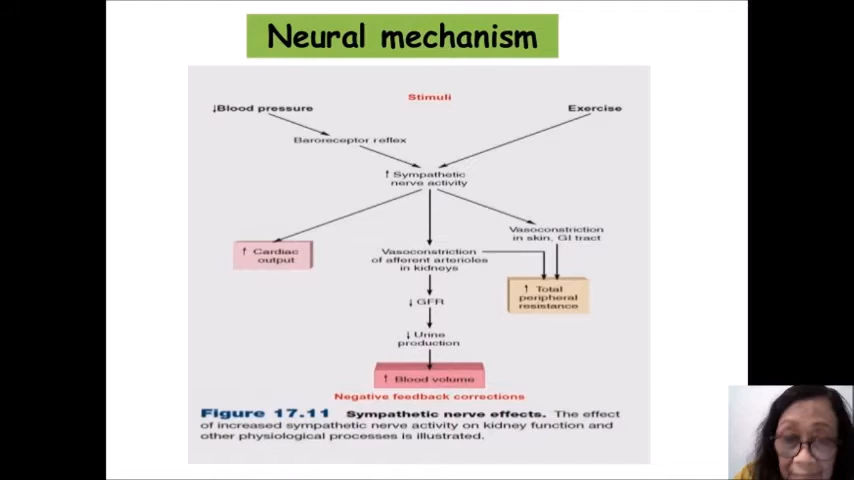 Neural mechanism
Stimuli
↓Blood pressure
Exercise
Baroreceptor reflex
↑ Sympathetic
nerve activity
↑ Cardiac
output
Vasoconstriction
of afferent arterioles
in kidneys
Vasoconstriction
in skin, GI tract
↑ Total
peripheral
resistance
↓ GFR
↓ Urine
production
↑ Blood volume
Negative feedback corrections
Figure 17.11 Sympathetic nerve effects. The effect
of increased sympathetic nerve activity on kidney function and
other physiological processes is illustrated.